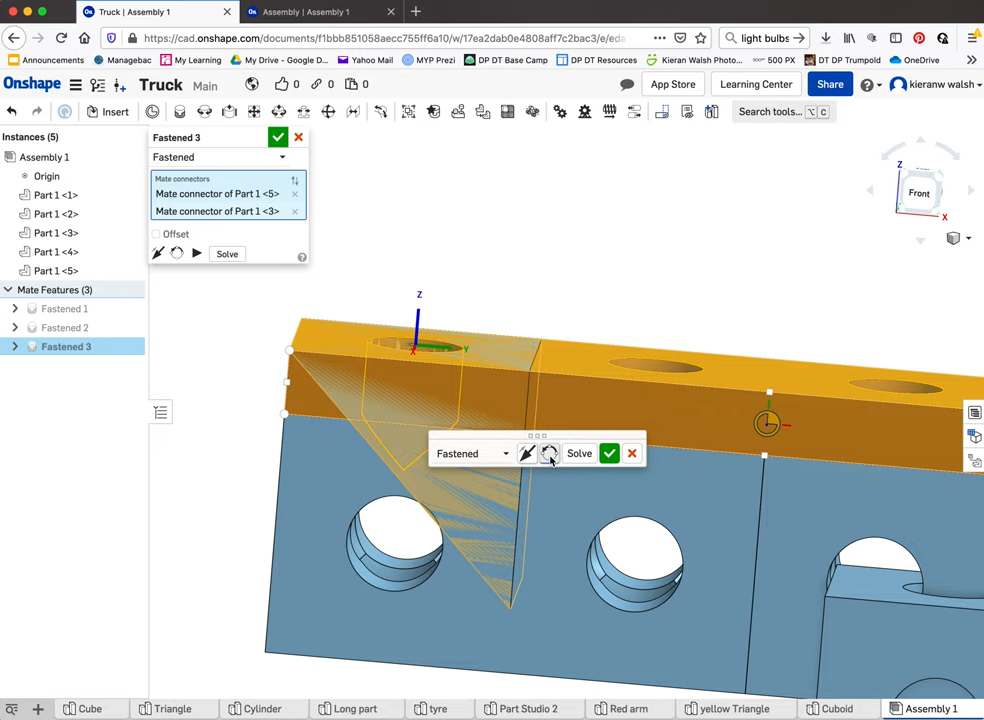 Truck | Assembly 1
Assembly | Assembly 1
https://cad.onshape.com/documents/f1bbb851058aecc755ff6a10/w/17ea2dab0e4808aff7c2bac3/e/eda
light bulbs
Announcements
Managebac
My Learning
My Drive - Google D...
Yahoo Mail
MYP Prezi
DP DT Base Camp
DP DT Resources
Kieran Walsh Photo...
500 PX
DT DP Trumpold
OneDrive
Onshape
Truck
Main
0
0
0
App Store
Learning Center
Share
kieranw walsh
Insert
Search tools...
C
Instances (5)
Assembly 1
Origin
Part 1 <1>
Part 1 <2>
Part 1 <3>
Part 1 <4>
Part 1 <5>
Mate Features (3)
Fastened 1
Fastened 2
Fastened 3
Fastened 3
Fastened
Mate connectors
Mate connector of Part 1 <5>
Mate connector of Part 1 <3>
Offset
Solve
Z
Front
X
Z
X
Y
Fastened
Solve
Cube
Triangle
Cylinder
Long part
tyre
Part Studio 2
Red arm
yellow Triangle
Cuboid
Assembly 1